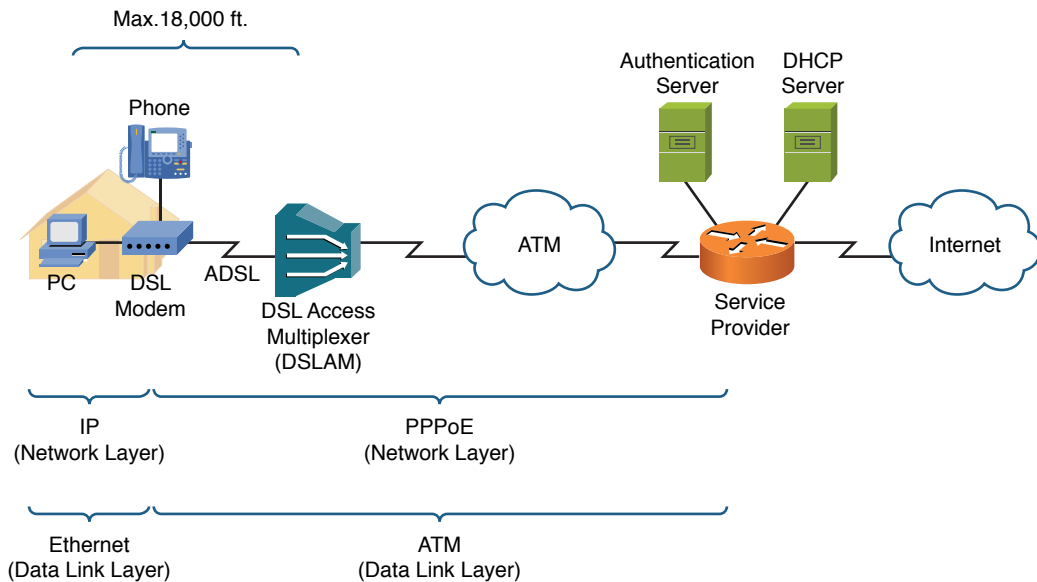 Max.18,000 ft.
Authentication
Server
DHCP
Server
Phone
ATM
Internet
PC
DSL
Modem
ADSL
DSL Access
Multiplexer
(DSLAM)
Service
Provider
IP
(Network Layer)
PPPoE
(Network Layer)
Ethernet
(Data Link Layer)
ATM
(Data Link Layer)